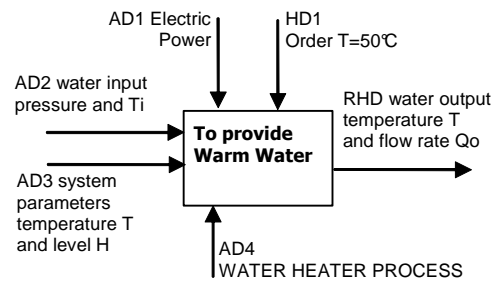 AD1 Electric
Power
HD1
Order T=50℃
AD2 water input
pressure and Ti
To provide
Warm Water
RHD water output
temperature T
and flow rate Qo
AD3 system
parameters
temperature T
and level H
AD4
WATER HEATER PROCESS